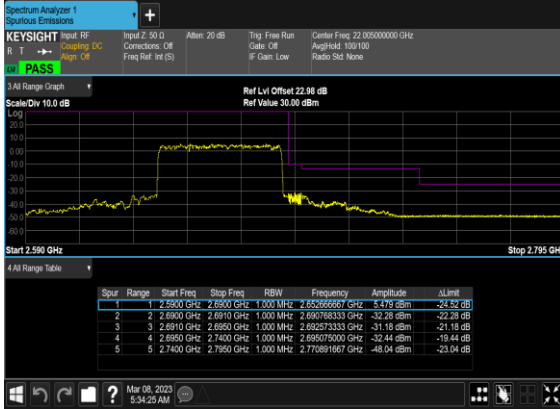 Spectrum Analyzer 1
Spurious Emissions
+
KEYSIGHT Input: RF Input Z: 50 Ω Atten: 20 dB Trig: Free Run Center Freq: 22.005000000 GHz
R T Coupling: DC Corrections: Off Gate: Off Avg|Hold: 100/100
Align: Off Freq Ref: Int (S) IF Gain: Low Radio Std: None
PASS
3 All Range Graph
Ref Lvl Offset 22.98 dB
Scale/Div 10.0 dB Ref Value 30.00 dBm
Log
20.0
10.0
0.00
-10.0
-20.0
-30.0
-40.0
-50.0
-60.0
Start 2.590 GHz Stop 2.795 GH
4 All Range Table
Spur Range Start Freq Stop Freq RBW Frequency Amplitude ΔLimit
1 1 2.5900 GHz 2.6900 GHz 1.000 MHz 2.652666667 GHz 5.479 dBm -24.52 dB
2 2 2.6900 GHz 2.6910 GHz 1.000 MHz 2.690768333 GHz -32.28 dBm -22.28 dB
3 3 2.6910 GHz 2.6950 GHz 1.000 MHz 2.692573333 GHz -31.18 dBm -21.18 dB
4 4 2.6950 GHz 2.7400 GHz 1.000 MHz 2.695075000 GHz -32.44 dBm -19.44 dB
5 5 2.7400 GHz 2.7950 GHz 1.000 MHz 2.770891667 GHz -48.04 dBm -23.04 dB
?
Mar 08, 2023
5:34:25 AM